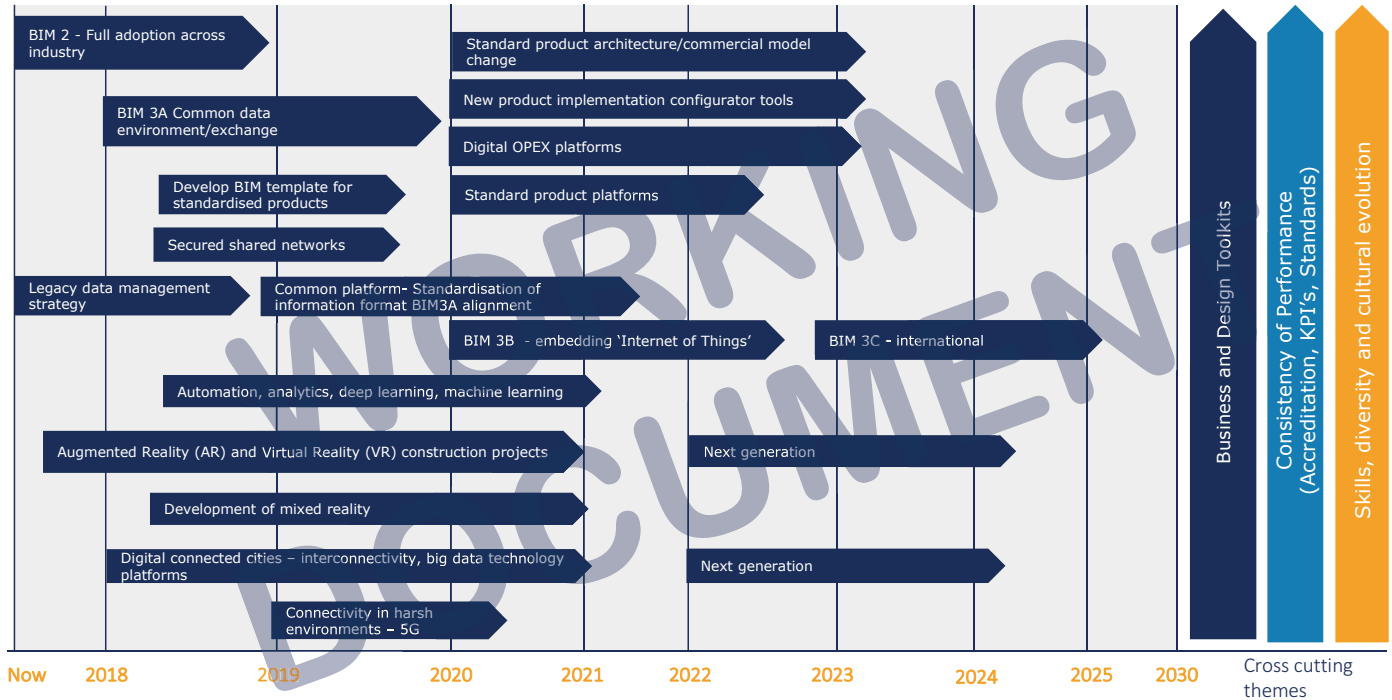 BIM 2 - Full adoption across
industry
Standard product architecture/commercial model
change
New product implementation configurator tools
BIM 3A Common data
environment/exchange
Digital OPEX platforms
Develop BIM template for
standardised products
Standard product platforms
Secured shared networks
Legacy data management
strategy
Common platform- Standardisation of
information format BIM3A alignment
BIM 3B - embedding ‘Internet of Things’
BIM 3C - international
Automation, analytics, deep learning, machine learning
Augmented Reality (AR) and Virtual Reality (VR) construction projects
Next generation
Development of mixed reality
Digital connected cities – interconnectivity, big data technology
platforms
Next generation
Connectivity in harsh
environments – 5G
Now 2018 2019 2020 2021 2022 2023 2024 2025 2030
Business and Design Toolkits
Consistency of Performance
(Accreditation, KPI’s, Standards)
Skills, diversity and cultural evolution
Cross cutting
themes
WORKING
DOCUMENT